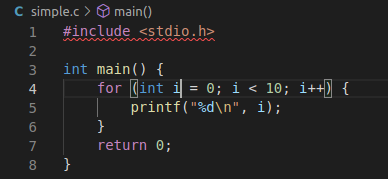 C simple.c > main()
1 #include <stdio.h>
2
3 int main() {
4     for (int i = 0; i < 10; i++) {
5         printf("%d\n", i);
6     }
7     return 0;
8 }